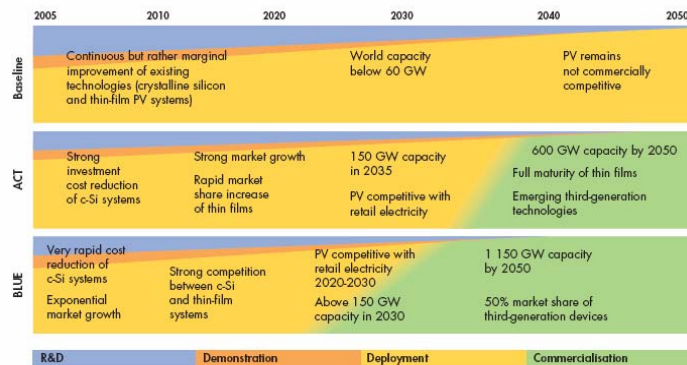 2005 2010 2020 2030 2040 2050
Baseline
Continuous but rather marginal
improvement of existing
technologies (crystalline silicon
and thin-film PV systems)
World capacity
below 60 GW
PV remains
not commercially
competitive
ACT
Strong
investment
cost reduction
of c-Si systems
Strong market growth
Rapid market
share increase
of thin films
150 GW capacity
in 2035
PV competitive with
retail electricity
600 GW capacity by 2050
Full maturity of thin films
Emerging third-generation
technologies
BLUE
Very rapid cost
reduction of
c-Si systems
Exponential
market growth
Strong competition
between c-Si
and thin-film
systems
PV competitive with
retail electricity
2020-2030
Above 150 GW
capacity in 2030
1 150 GW capacity
by 2050
50% market share of
third-generation devices
R&D Demonstration Deployment Commercialisation